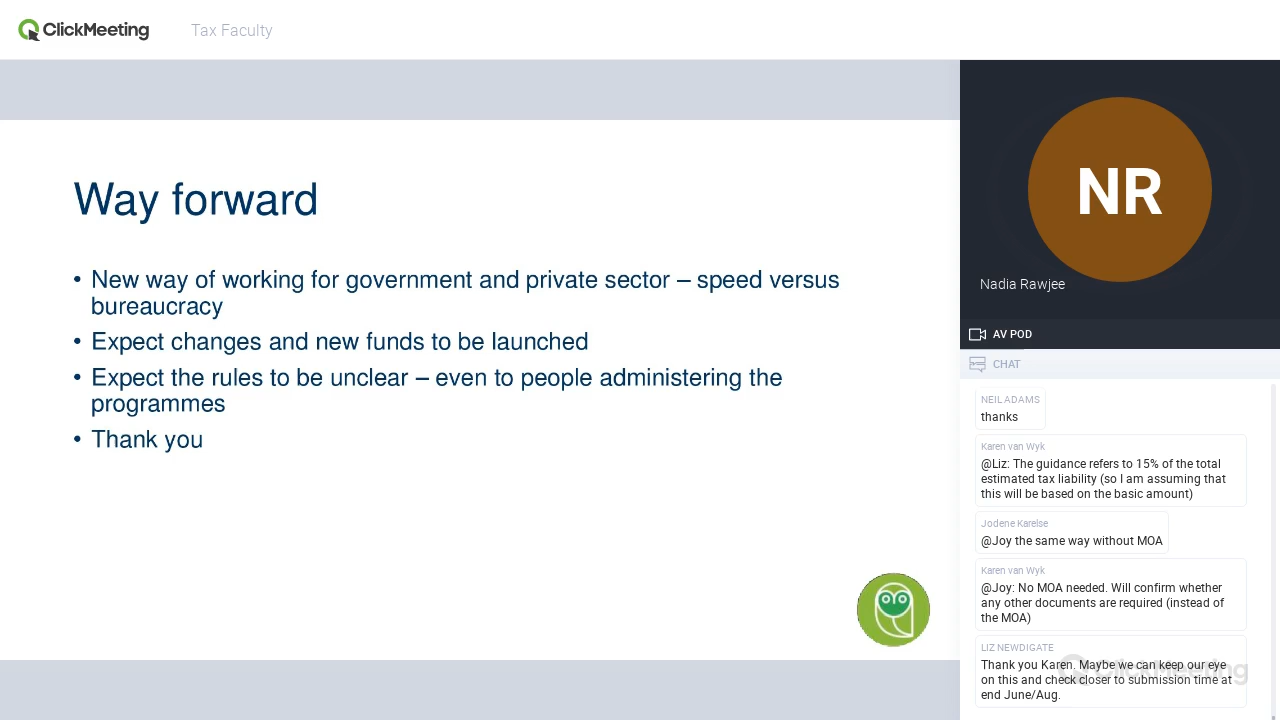 ClickMeeting
Tax Faculty
Way forward
• New way of working for government and private sector – speed versus
bureaucracy
• Expect changes and new funds to be launched
• Expect the rules to be unclear – even to people administering the
programmes
• Thank you
NR
Nadia Rawjee
AV POD
CHAT
NEIL ADAMS
thanks
Karen van Wyk
@Liz: The guidance refers to 15% of the total
estimated tax liability (so I am assuming that
this will be based on the basic amount)
Jodene Karelse
@Joy the same way without MOA
Karen van Wyk
@Joy: No MOA needed. Will confirm whether
any other documents are required (instead of
the MOA)
LIZ NEWDIGATE
Thank you Karen. Maybe we can keep our eye
on this and check closer to submission time at
end June/Aug.
ClickMeeting